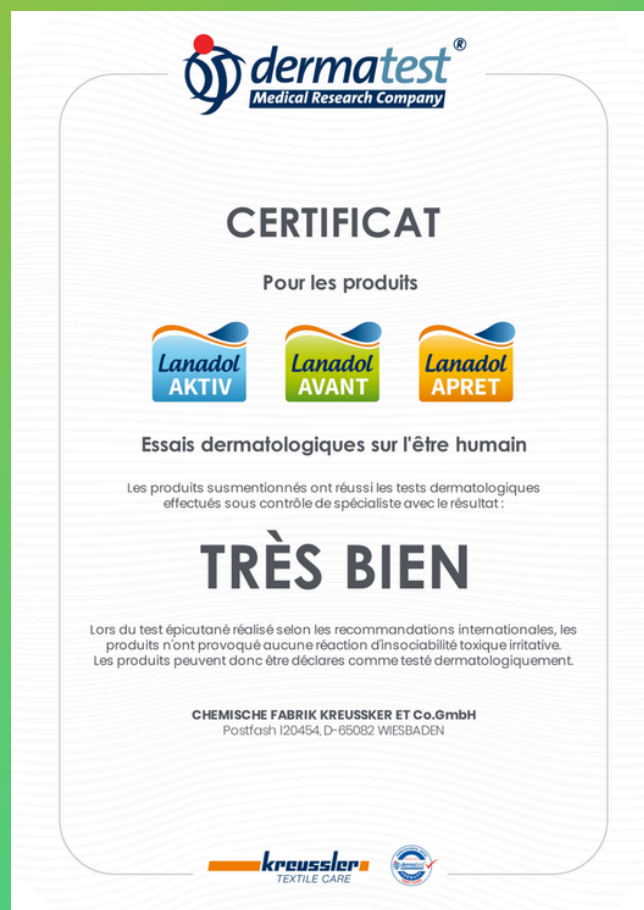 dermatest®
Medical Research Company
CERTIFICAT
Pour les produits
Lanadol
AKTIV
Lanadol
AVANT
Lanadol
APRET
Essais dermatologiques sur l'être humain
Les produits susmentionnés ont réussi les tests dermatologiques
effectués sous contrôle de spécialiste avec le résultat :
TRÈS BIEN
Lors du test épicutané réalisé selon les recommandations internationales, les
produits n'ont provoqué aucune réaction d'insociabilité toxique irritative.
Les produits peuvent donc être déclares comme testé dermatologiquement.
CHEMISCHE FABRIK KREUSSKER ET Co.GmbH
Postfash 120454, D-65082 WIESBADEN
kreussler
TEXTILE CARE